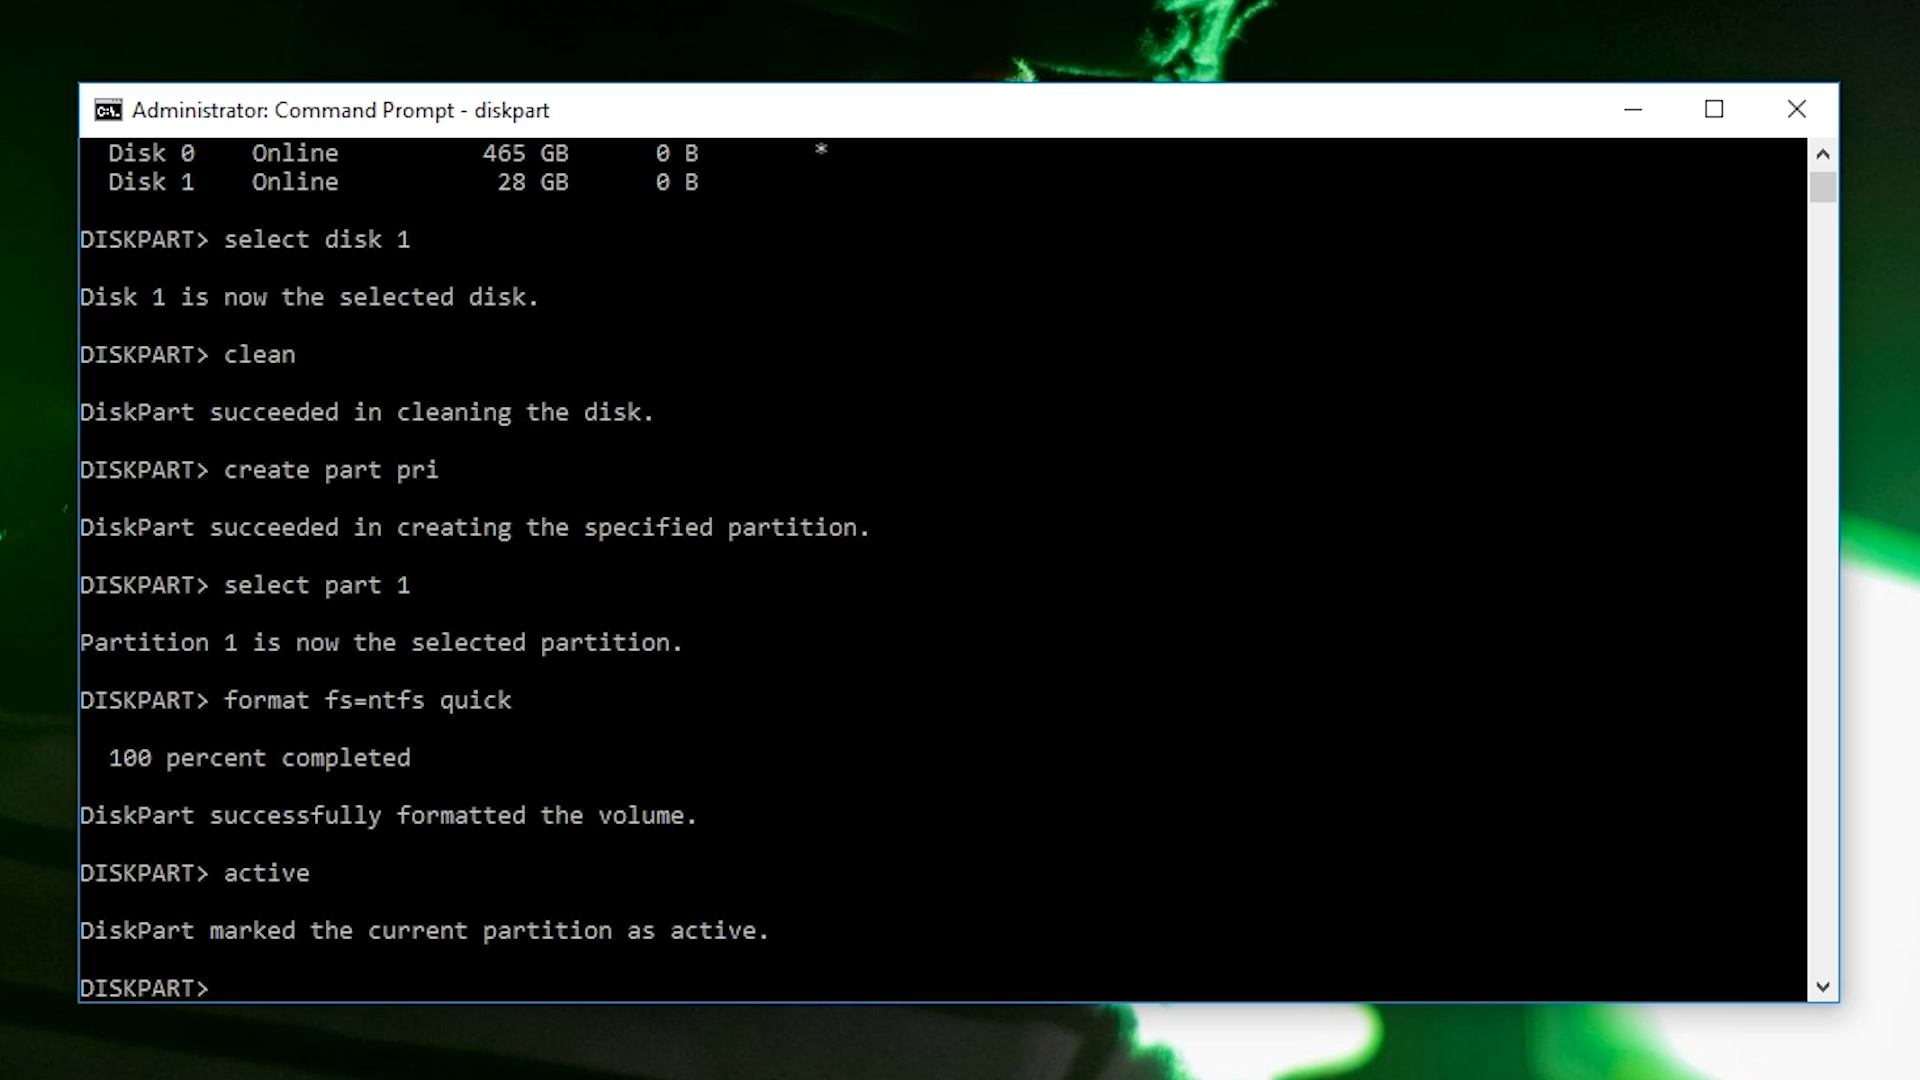 Administrator: Command Prompt - diskpart
Disk 0    Online    465 GB    0 B    *
Disk 1    Online    28 GB    0 B
DISKPART> select disk 1
Disk 1 is now the selected disk.
DISKPART> clean
DiskPart succeeded in cleaning the disk.
DISKPART> create part pri
DiskPart succeeded in creating the specified partition.
DISKPART> select part 1
Partition 1 is now the selected partition.
DISKPART> format fs=ntfs quick
100 percent completed
DiskPart successfully formatted the volume.
DISKPART> active
DiskPart marked the current partition as active.
DISKPART>